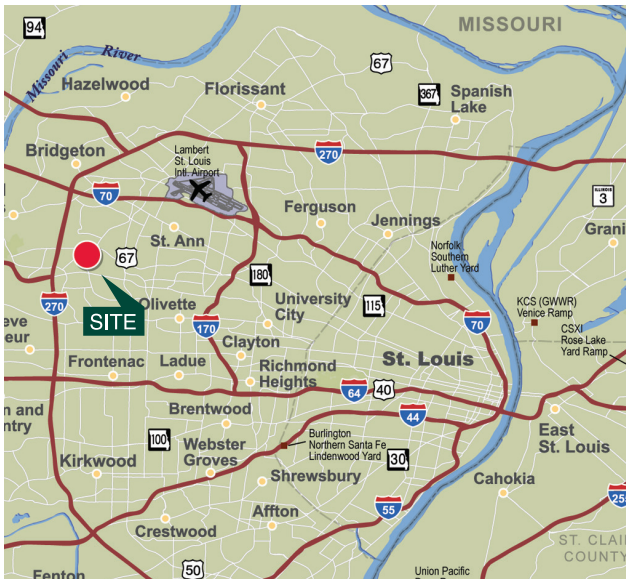 94
MISSOURI
Missouri River
67
Hazelwood
Florissant
367
Spanish
Lake
Bridgeton
Lambert
St. Louis
Intl. Airport
270
70
ILLINOIS
3
Ferguson
Jennings
St. Ann
Grani
67
Norfolk
Southern
Luther Yard
180
270
SITE
Olivette
University
City
115
KCS (GWWR)
Venice Ramp
170
70
CSXI
Rose Lake
Yard Ramp
eve
eur
Clayton
St. Louis
Frontenac
Ladue
Richmond
Heights
64
40
n and
ntry
Brentwood
44
East
St. Louis
100
Webster
Groves
Burlington
Northern Santa Fe
Lindenwood Yard
30
Kirkwood
Shrewsbury
Cahokia
255
55
Affton
Crestwood
ST. CLAI
COUNTY
50
Fenton
Union Pacific